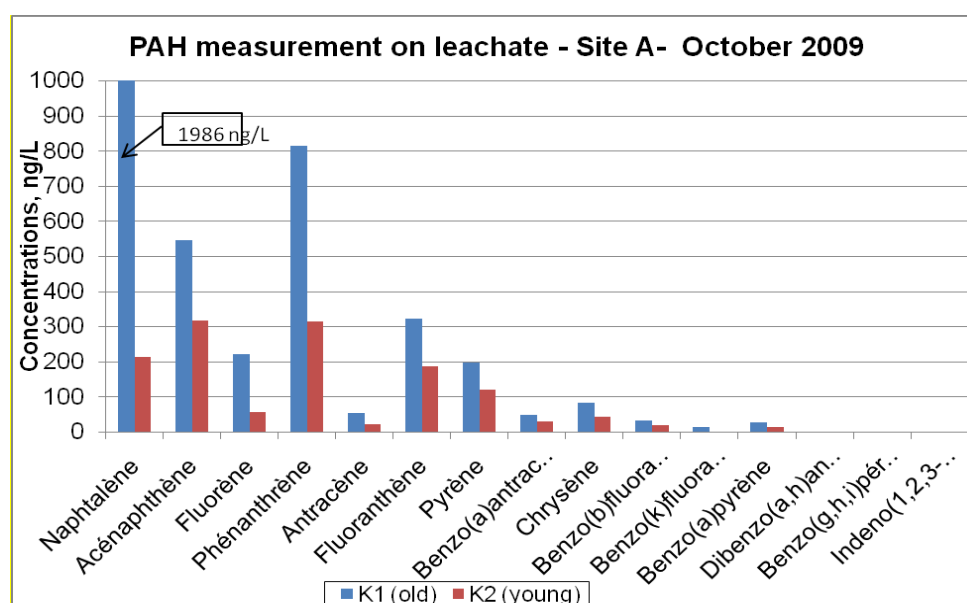 PAH measurement on leachate - Site A- October 2009
Concentrations, ng/L
1000
900
800
700
600
500
400
300
200
100
0
1986 ng/L
Naphtalène
Acénaphthène
Fluorène
Phénanthrène
Antracène
Fluoranthène
Pyrène
Benzo(a)antrac..
Chrysène
Benzo(b)fluora..
Benzo(k)fluora..
Benzo(a)pyrène
Dibenzo(a,h)an..
Benzo(g,h,i)pér..
Indeno(1,2,3-..
K1 (old) K2 (young)